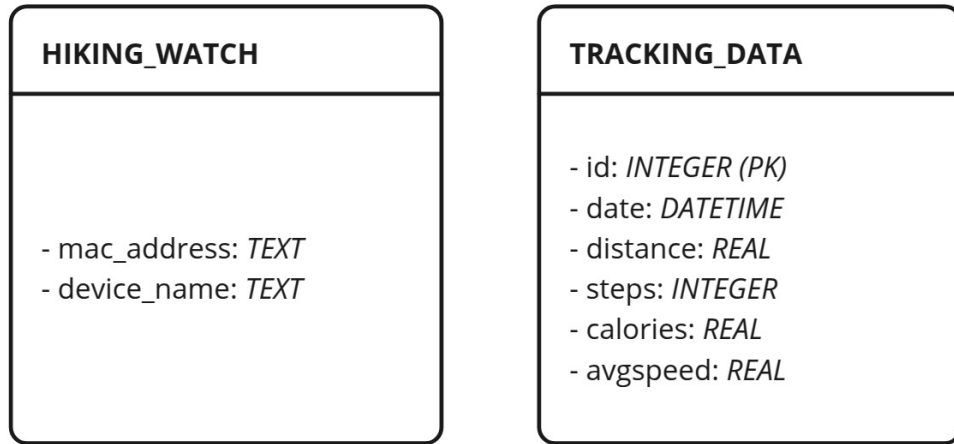 HIKING_WATCH
- mac_address: TEXT
- device_name: TEXT
TRACKING_DATA
- id: INTEGER (PK)
- date: DATETIME
- distance: REAL
- steps: INTEGER
- calories: REAL
- avgspeed: REAL